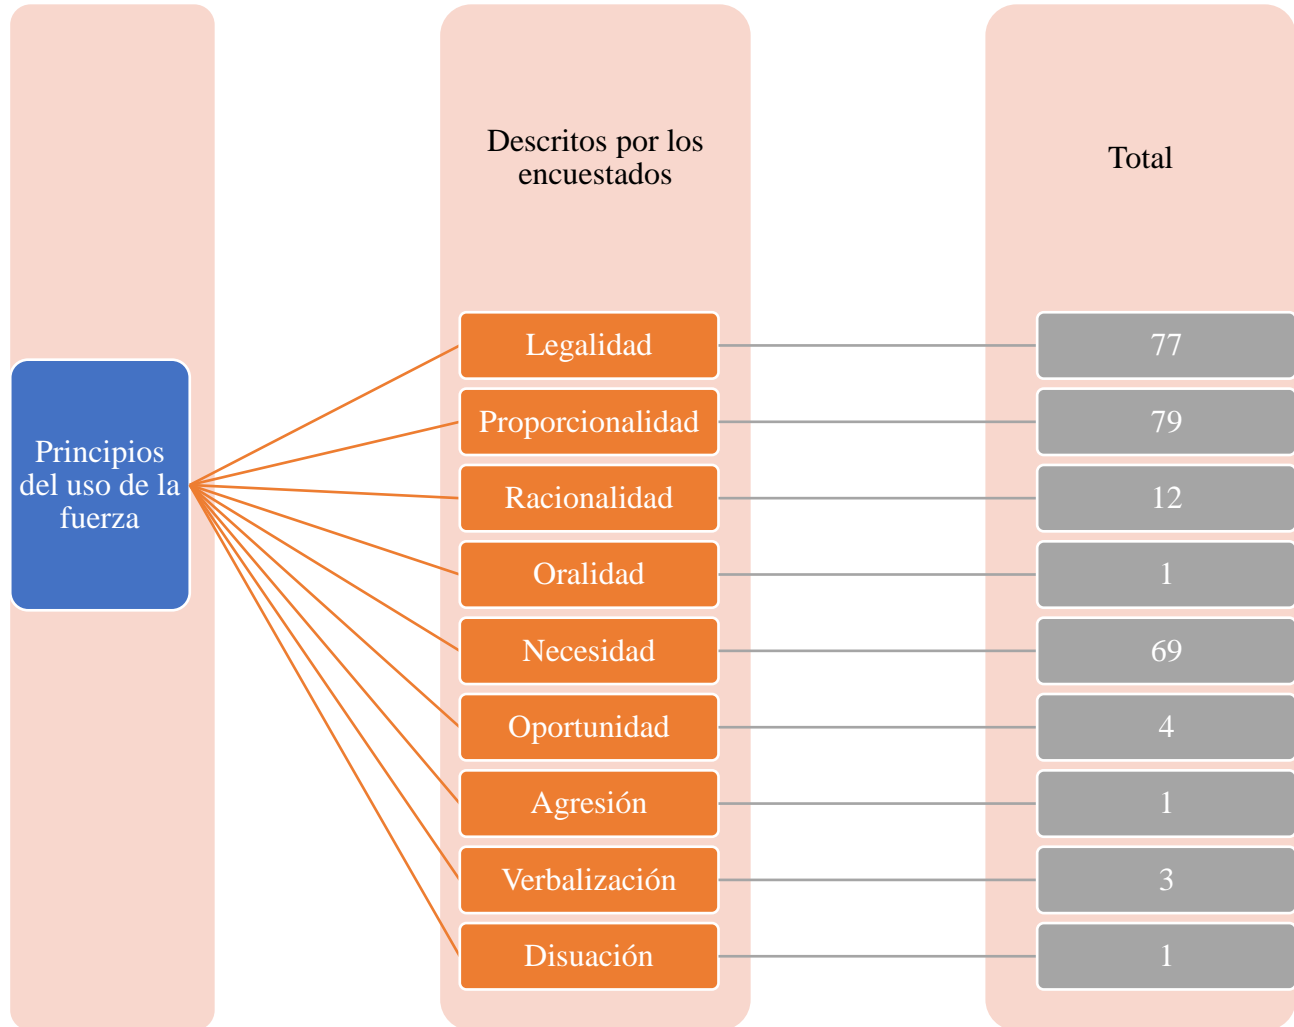 Descritos por los
encuestados
Total
Principios
del uso de la
fuerza
Legalidad
77
Proporcionalidad
79
Racionalidad
12
Oralidad
1
Necesidad
69
Oportunidad
4
Agresión
1
Verbalización
3
Disuación
1